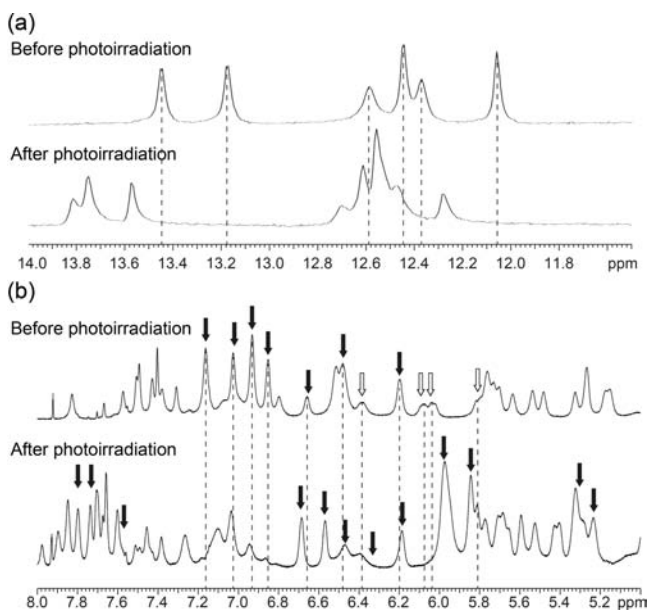 (a)
Before photoirradiation
After photoirradiation
14.0 13.8 13.6 13.4 13.2 13.0 12.8 12.6 12.4 12.2 12.0 11.8 ppm
(b)
Before photoirradiation
After photoirradiation
8.0 7.8 7.6 7.4 7.2 7.0 6.8 6.6 6.4 6.2 6.0 5.8 5.6 5.4 5.2 ppm